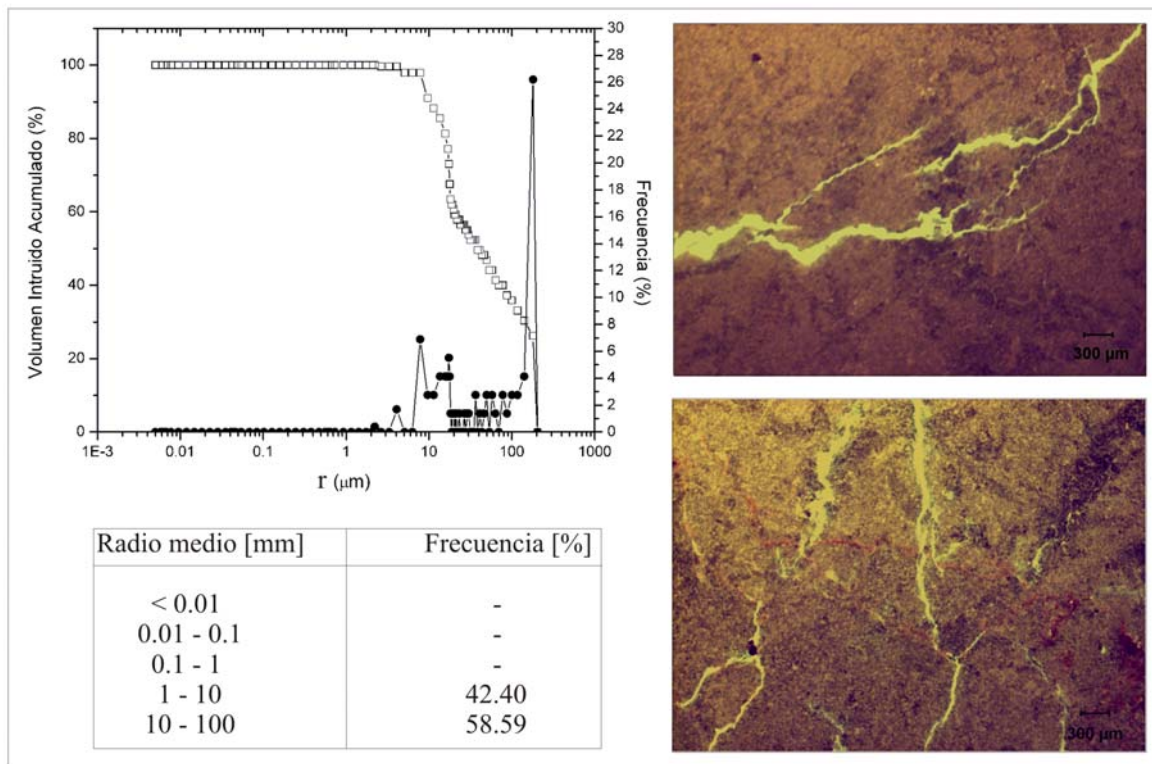 30
28
26
24
22
20
18
16
14
12
10
8
6
4
2
0
100
80
60
40
20
0
Volumen Intruido Acumulado (%)
Frecuencia (%)
1E-3 0.01 0.1 1 10 100 1000
r (µm)
Radio medio [mm] Frecuencia [%]
< 0.01 -
0.01 - 0.1 -
0.1 - 1 -
1 - 10 42.40
10 - 100 58.59
300 µm
300 µm